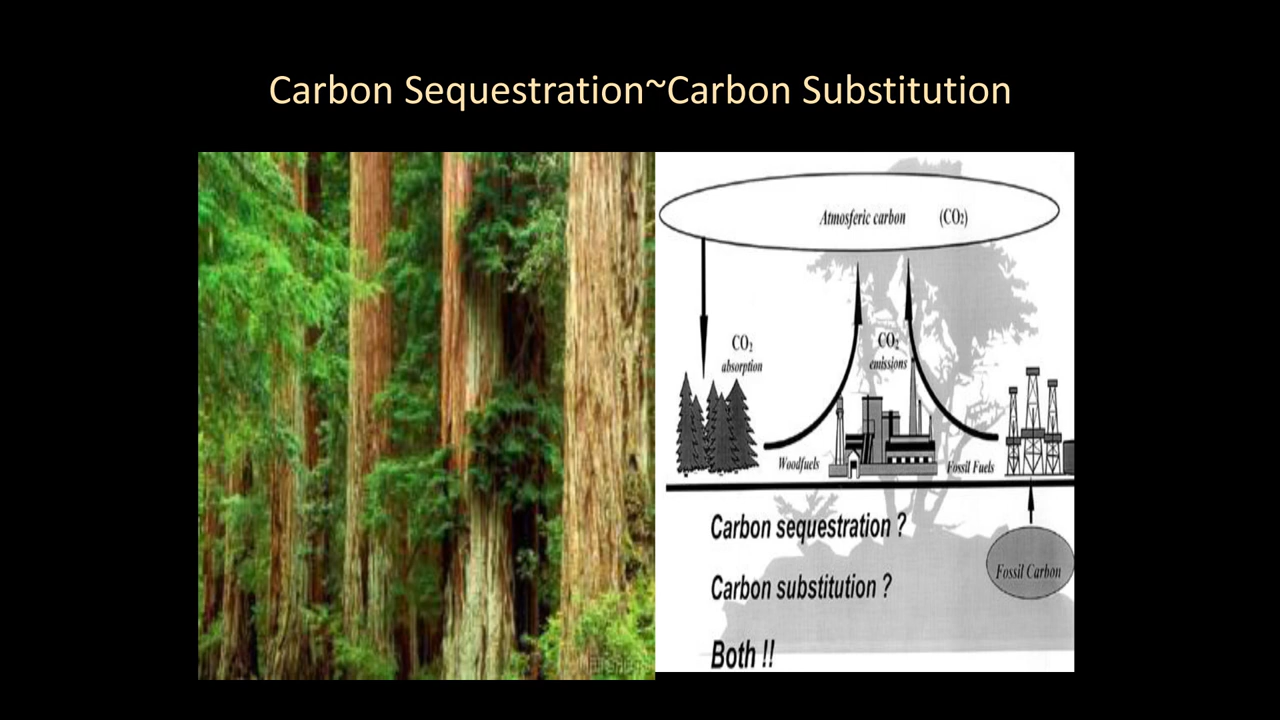 Carbon Sequestration~Carbon Substitution
Atmosferic carbon (CO₂)
CO₂
absorption
CO₂
emissions
Woodfuels
Fossil Fuels
Carbon sequestration ?
Fossil Carbon
Carbon substitution ?
Both !!